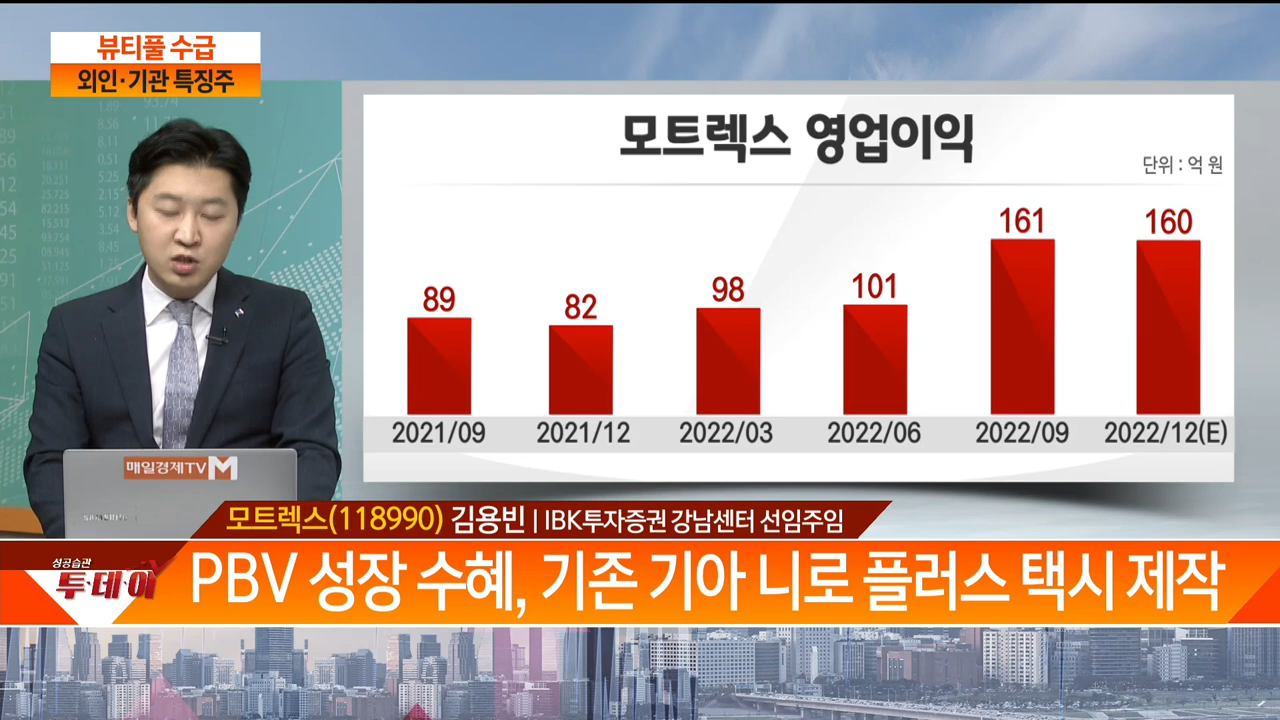 뷰티풀 수급
외인·기관 특징주
모트렉스 영업이익
단위 : 억 원
89
82
98
101
161
160
2021/09
2021/12
2022/03
2022/06
2022/09
2022/12(E)
매일경제TV M
모트렉스(118990) 김용빈 | IBK투자증권 강남센터 선임주임
성공습관
투·데이
PBV 성장 수혜, 기존 기아 니로 플러스 택시 제작